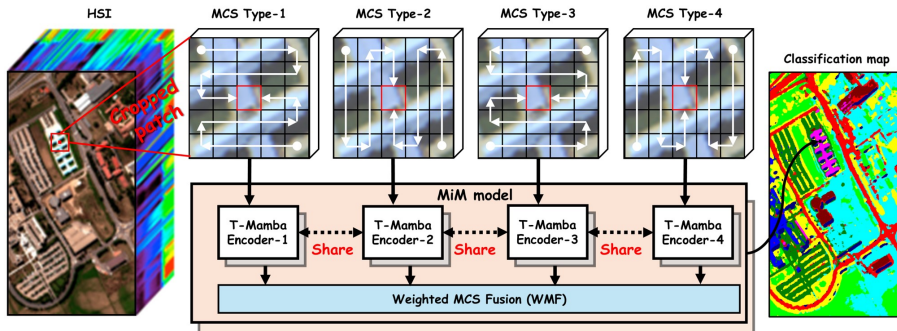 HSI
MCS Type-1
MCS Type-2
MCS Type-3
MCS Type-4
Classification map
Cropped
patch
MiM model
T-Mamba
Encoder-1
T-Mamba
Encoder-2
T-Mamba
Encoder-3
T-Mamba
Encoder-4
Share
Share
Share
Weighted MCS Fusion (WMF)